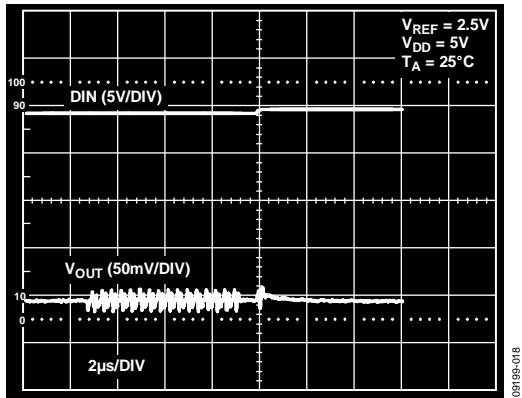 VREF = 2.5V
VDD = 5V
TA = 25°C
100
90
DIN (5V/DIV)
VOUT (50mV/DIV)
10
0
2µs/DIV
09199-018